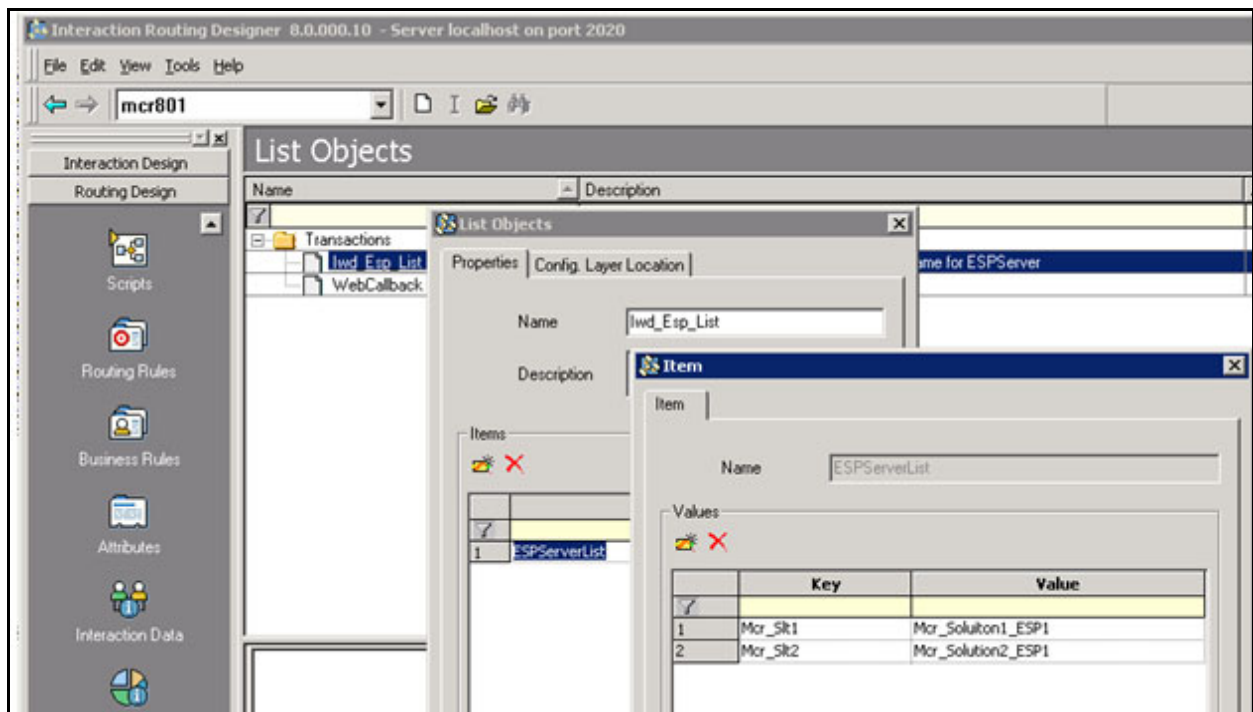 Interaction Routing Designer 8.0.000.10 - Server localhost on port 2020
File Edit View Tools Help
mcr801
Interaction Design
Routing Design
Scripts
Routing Rules
Business Rules
Attributes
Interaction Data
List Objects
Name Description
Transactions
Iwd_Esp_List ame for ESPServer
WebCallback
List Objects
Properties Config. Layer Location
Name Iwd_Esp_List
Description
Items
1 ESPServerList
Item
Item
Name ESPServerList
Values
Key Value
1 Mcr_Slt1 Mcr_Soluiton1_ESP1
2 Mcr_Slt2 Mcr_Solution2_ESP1